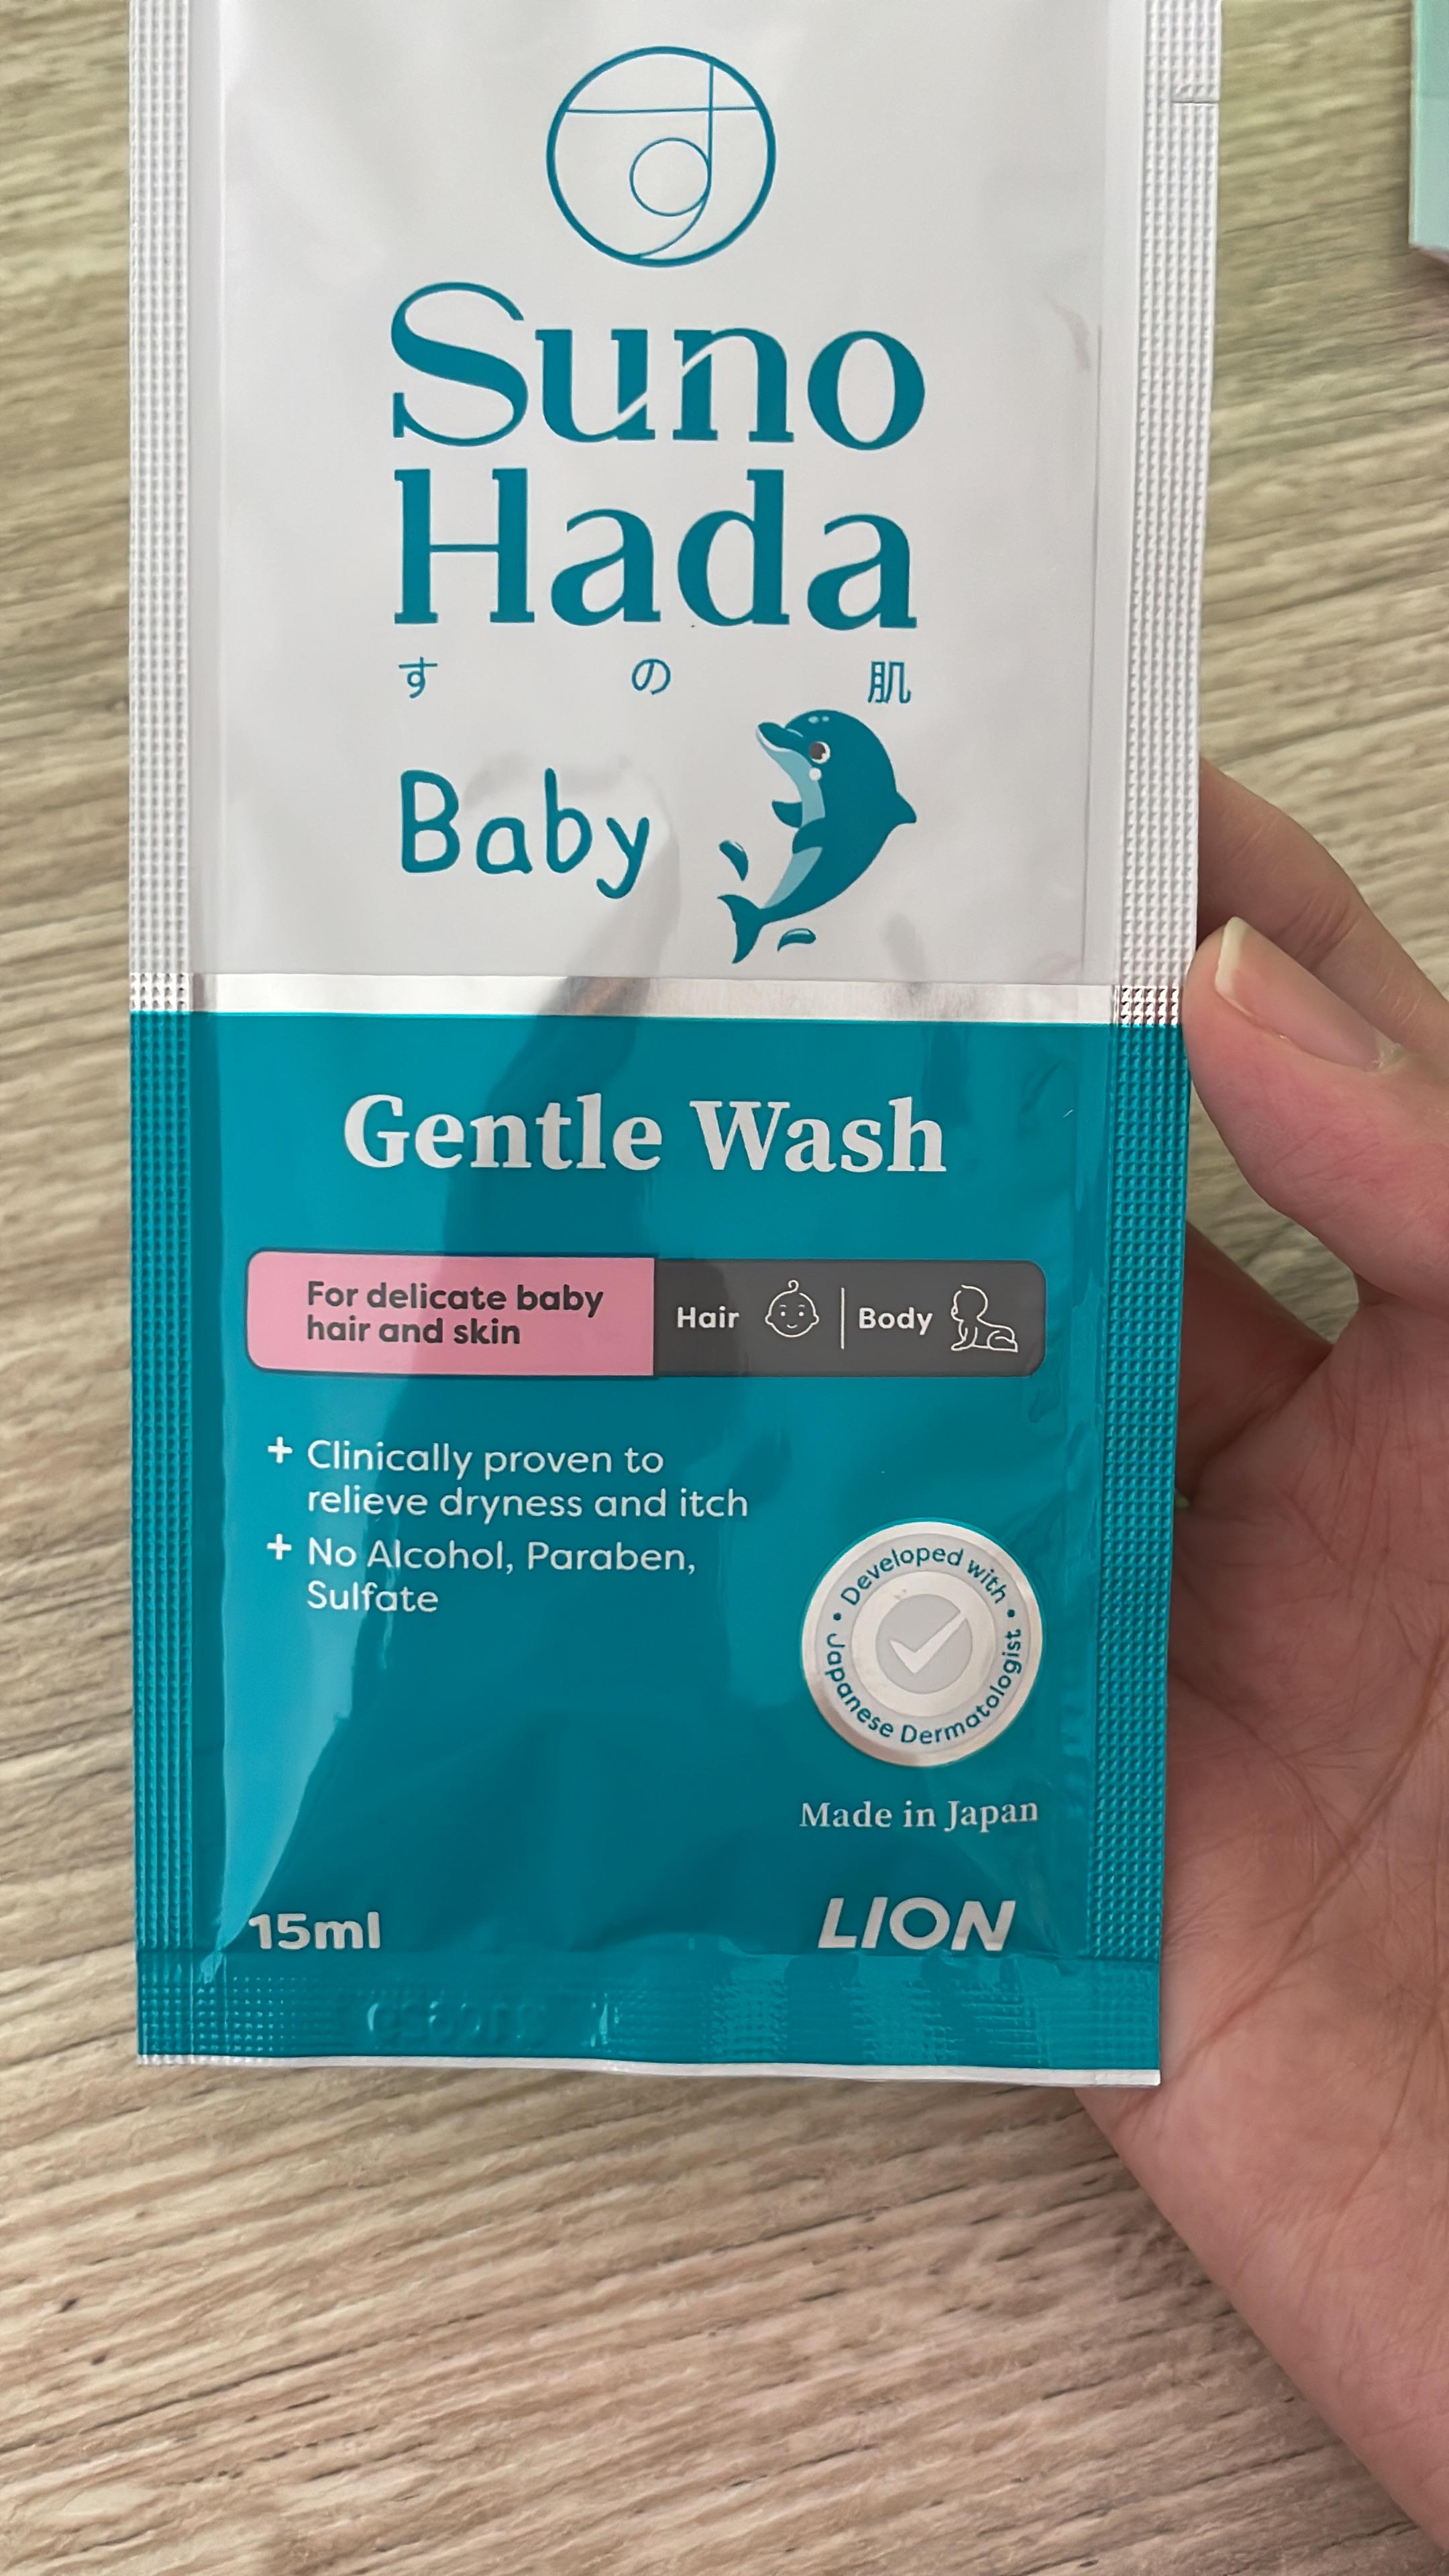 Suno
Hada
すの肌
Baby
Gentle Wash
For delicate baby
hair and skin
Hair | Body
+ Clinically proven to
relieve dryness and itch
+ No Alcohol, Paraben,
Sulfate
• Developed with •
Japanese Dermatologist
Made in Japan
15ml
LION